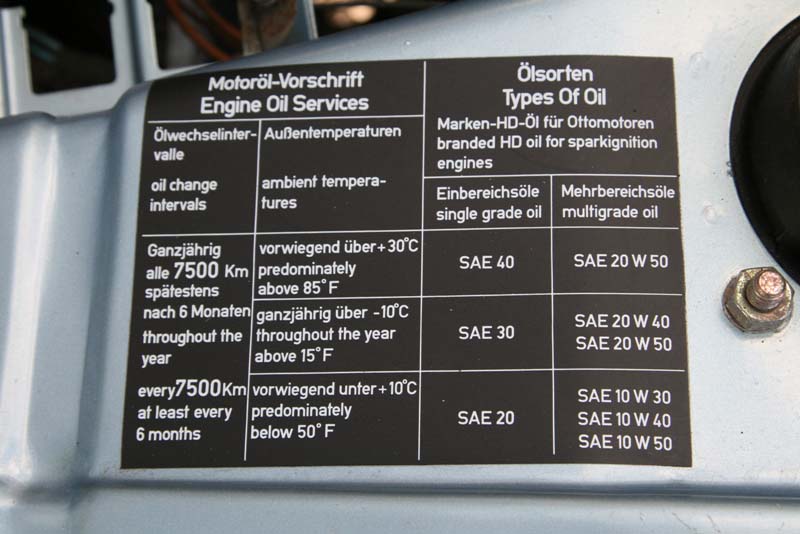 Motoröl-Vorschrift
Engine Oil Services
Ölsorten
Types Of Oil
Marken-HD-Öl für Ottomotoren
branded HD oil for sparkignition
engines
Ölwechselinter-
valle
oil change
intervals
Außentemperaturen
ambient tempera-
tures
Einbereichsöle
single grade oil
Mehrbereichsöle
multigrade oil
Ganzjährig
alle 7500 Km
spätestens
nach 6 Monaten
throughout the
year
every 7500 Km
at least every
6 months
vorwiegend über +30°C
predominately
above 85° F
SAE 40
SAE 20 W 50
ganzjährig über -10°C
throughout the year
above 15° F
SAE 30
SAE 20 W 40
SAE 20 W 50
vorwiegend unter +10°C
predominately
below 50° F
SAE 20
SAE 10 W 30
SAE 10 W 40
SAE 10 W 50